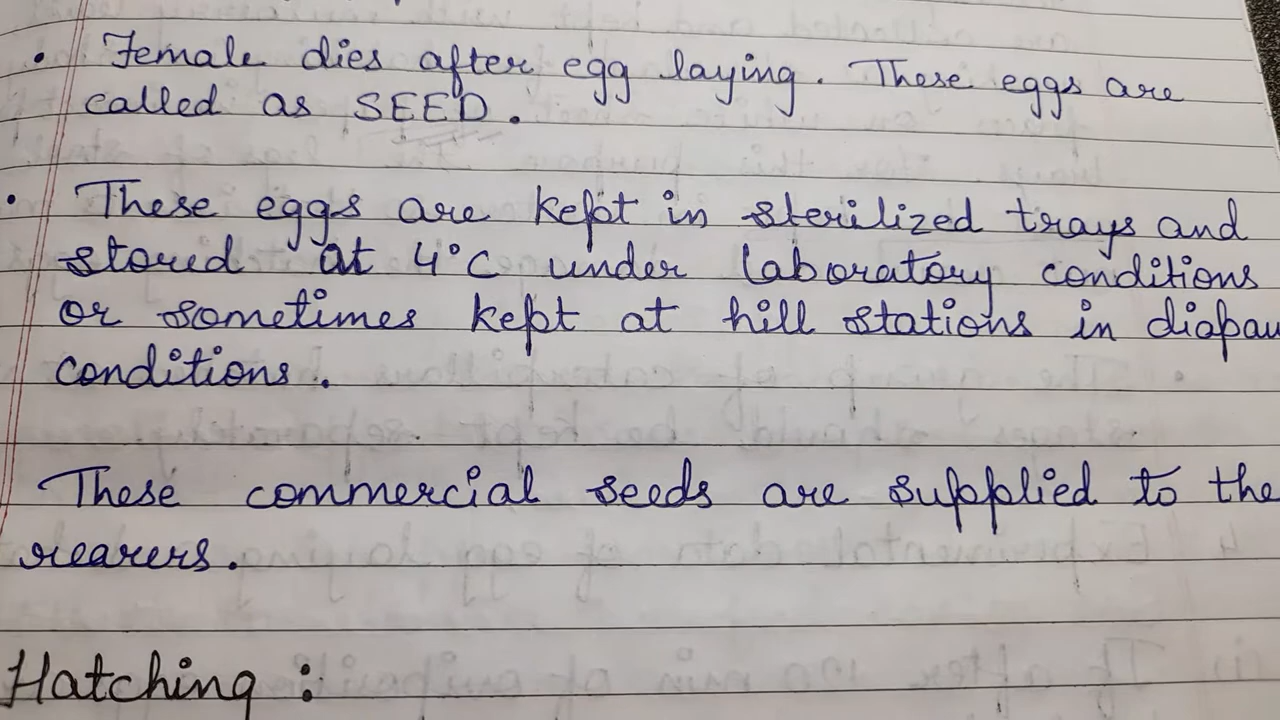 • Female dies after egg laying. These eggs are
called as SEED.
• These eggs are kept in sterilized trays and
stored at 4°C under laboratory conditions
or sometimes kept at hill stations in diapau
conditions.
These commercial seeds are supplied to the
rearers.
Hatching :